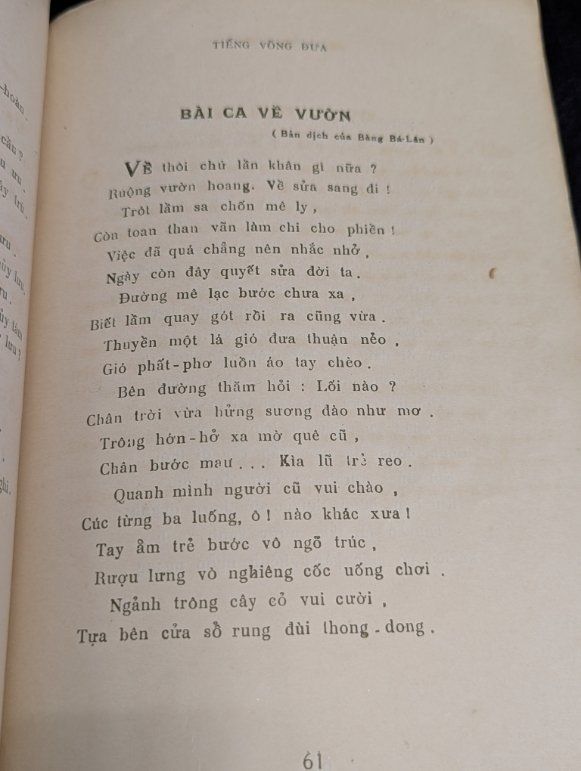 TIẾNG VÕNG ĐƯA
BÀI CA VỀ VƯỜN
( Bản dịch của Bàng Bá-Lân )
VỀ thôi chứ lần khân gì nữa ?
Ruộng vườn hoang. Về sửa sang đi !
Trót lầm sa chốn mê ly ,
Còn toan than vãn làm chi cho phiền !
Việc đã quá chẳng nên nhắc nhở ,
Ngày còn đây quyết sửa đời ta .
Đường mê lạc bước chưa xa ,
Biết lầm quay gót rồi ra cũng vừa .
Thuyền một lá gió đưa thuận nẻo ,
Gió phất-phơ luồn áo tay chèo .
Bên đường thăm hỏi : Lối nào ?
Chân trời vừa hửng sương đào như mơ .
Trông hớn-hở xa mờ quê cũ ,
Chân bước mau ... Kìa lũ trẻ reo .
Quanh mình người cũ vui chào ,
Cúc từng ba luống, ô ! nào khác xưa !
Tay ẵm trẻ bước vô ngõ trúc ,
Rượu lưng vò nghiêng cốc uống chơi .
Ngảnh trông cây cỏ vui cười ,
Tựa bên cửa sổ rung đùi thong-dong .
61
-hoàn .
cầu ?